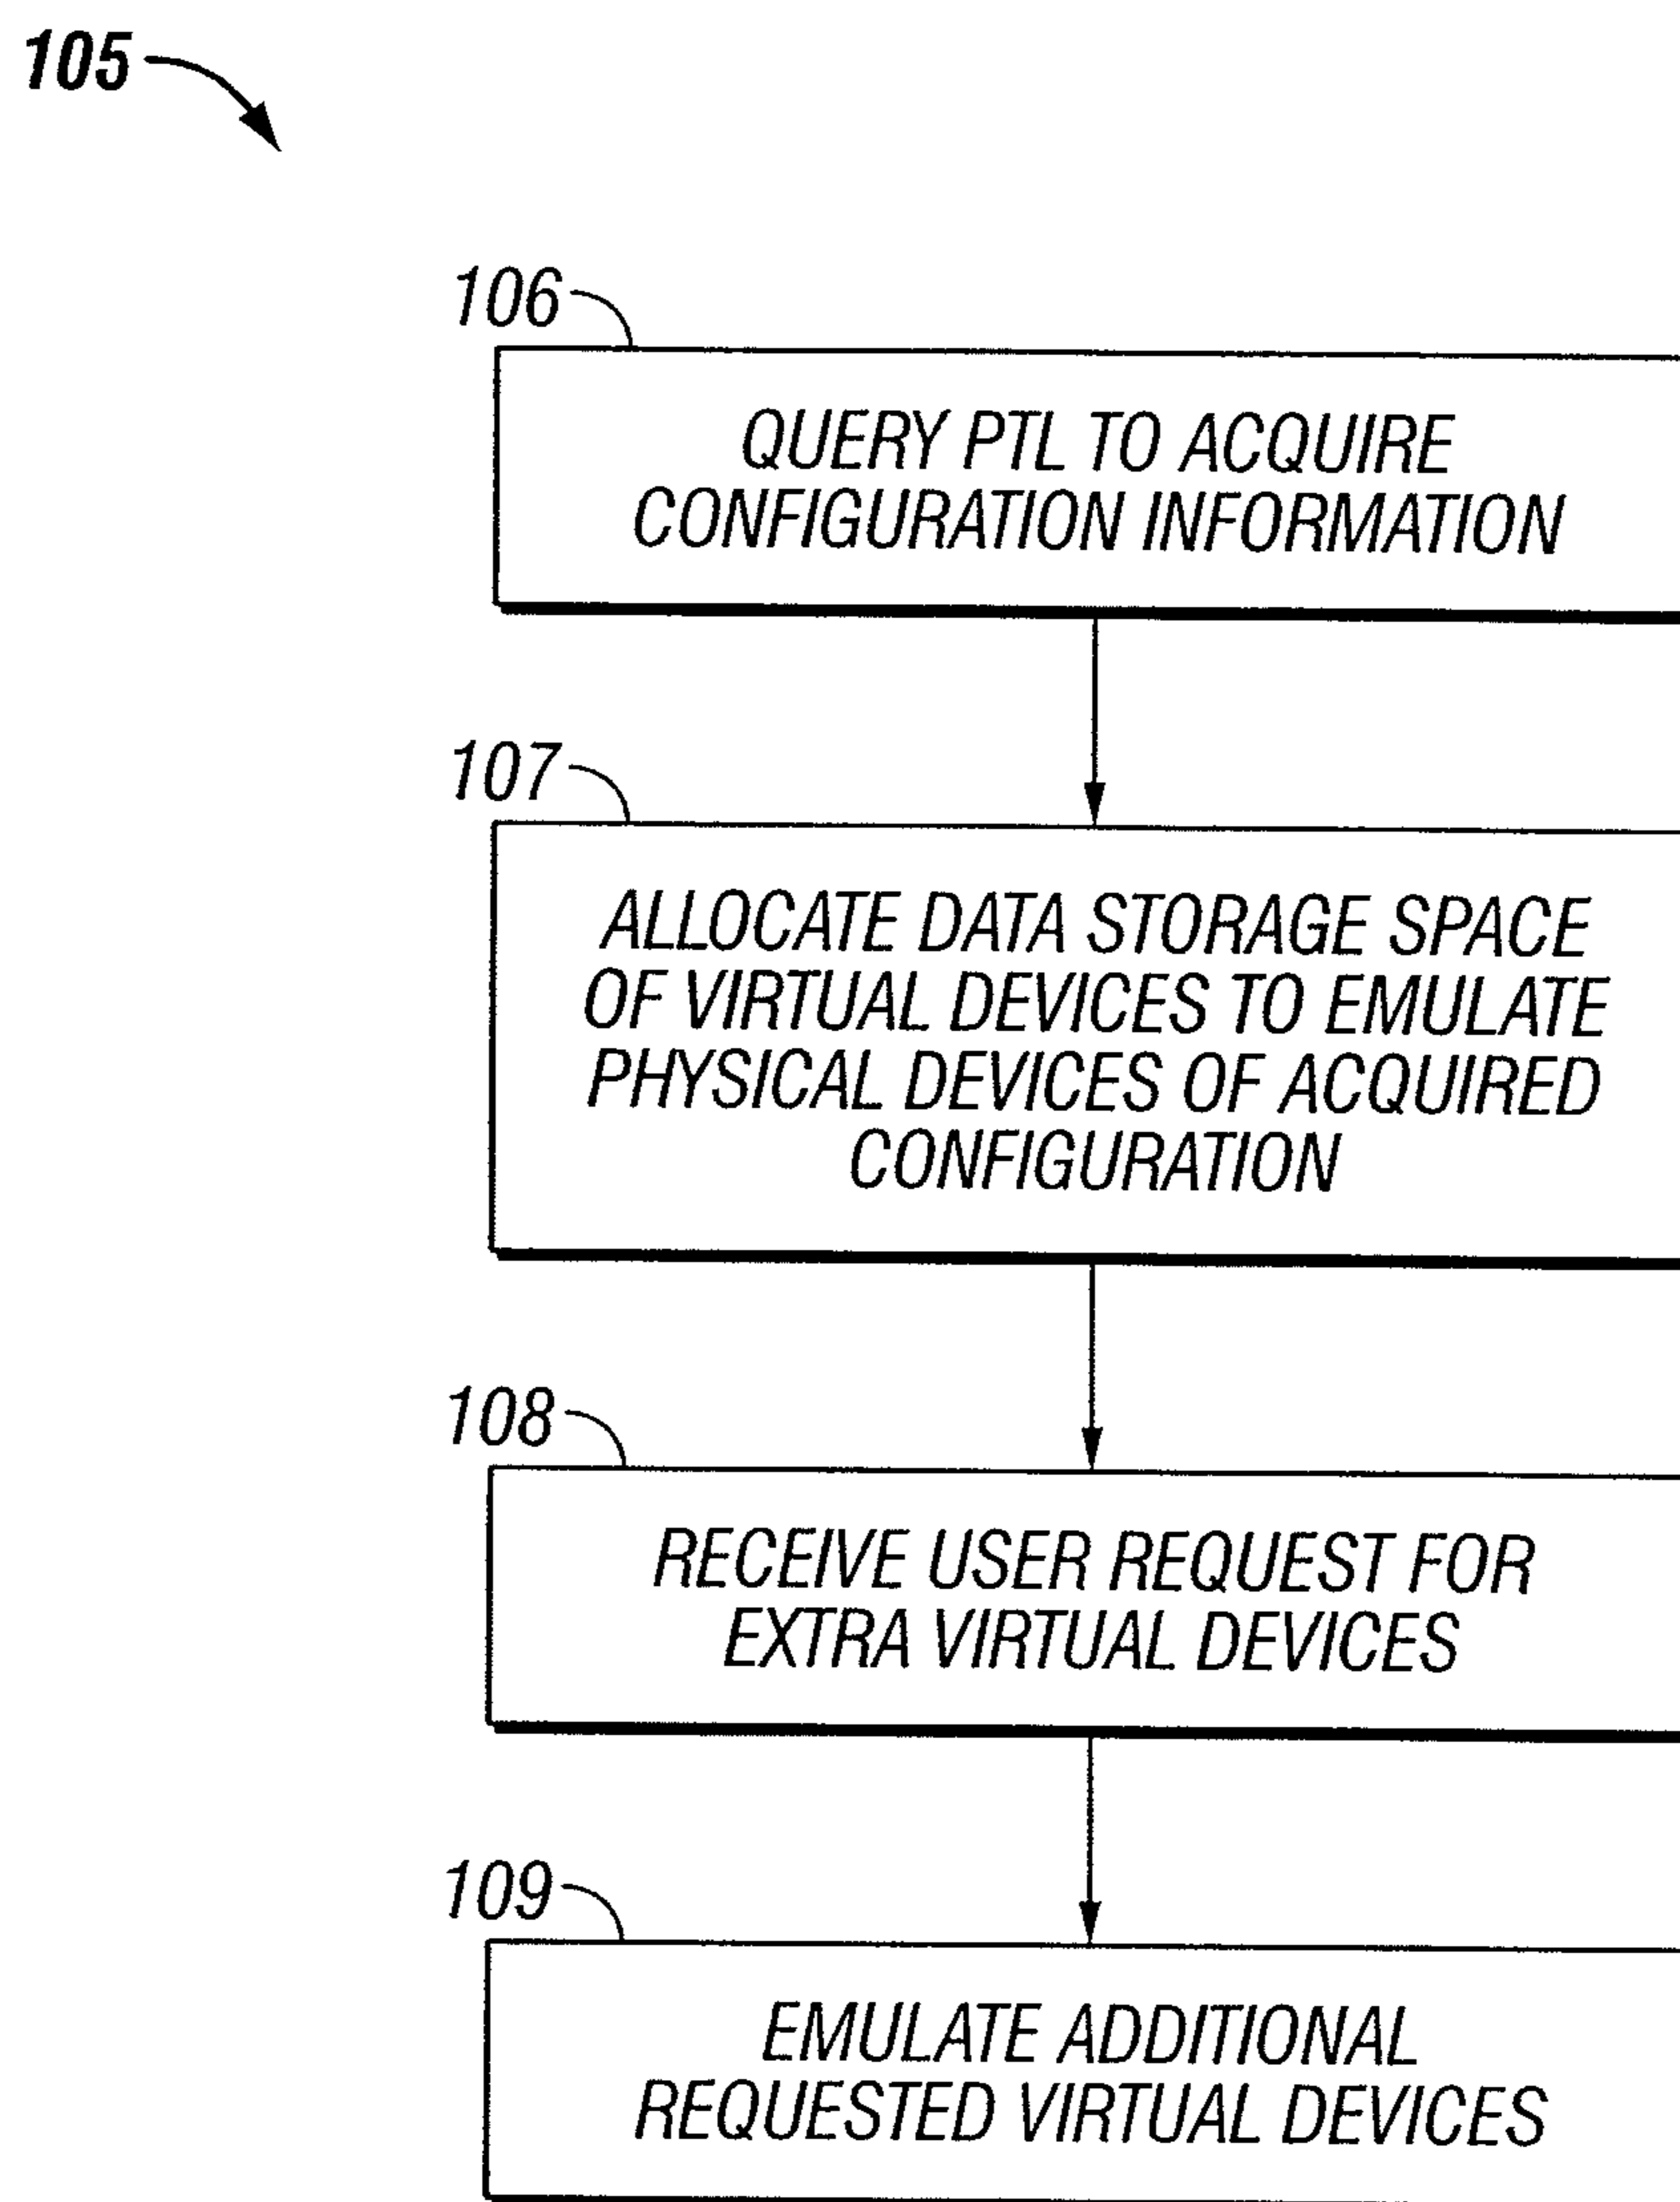 105
106
QUERY PTL TO ACQUIRE
CONFIGURATION INFORMATION
107
ALLOCATE DATA STORAGE SPACE
OF VIRTUAL DEVICES TO EMULATE
PHYSICAL DEVICES OF ACQUIRED
CONFIGURATION
108
RECEIVE USER REQUEST FOR
EXTRA VIRTUAL DEVICES
109
EMULATE ADDITIONAL
REQUESTED VIRTUAL DEVICES